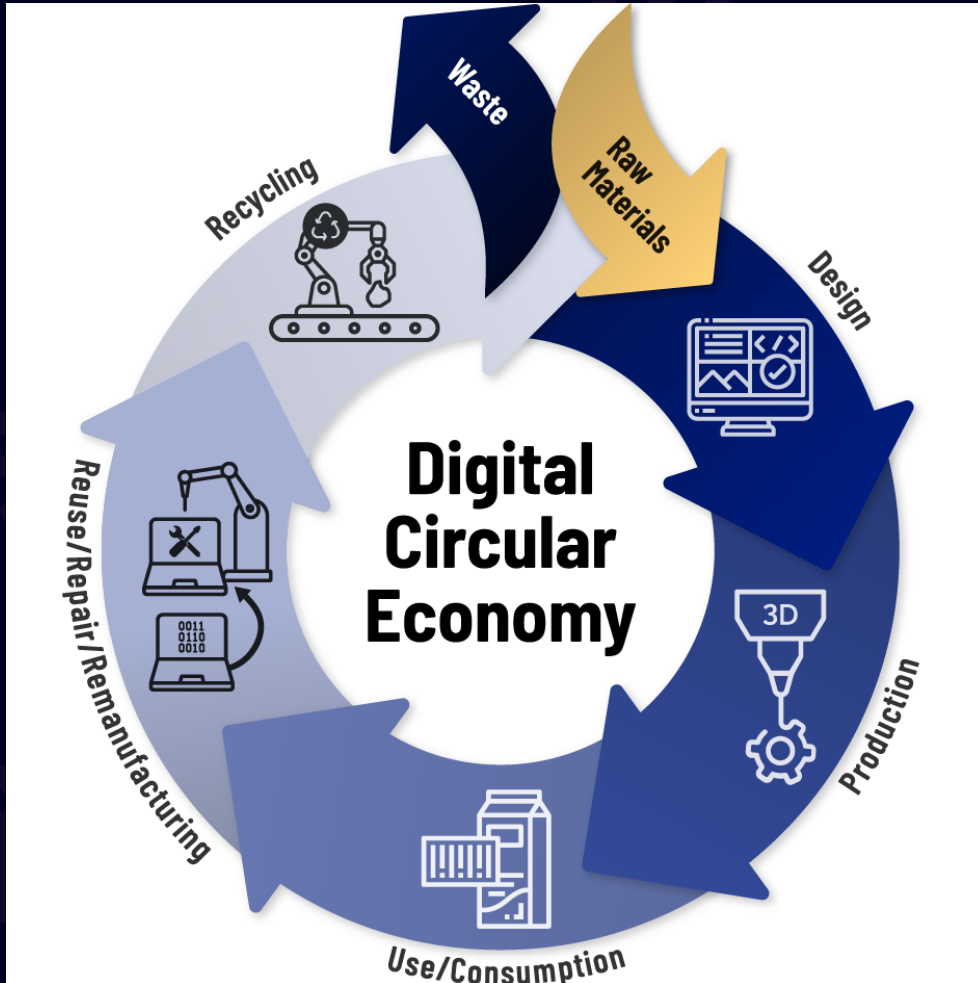 Waste
Raw
Materials
Recycling
Design
Digital
Circular
Economy
Reuse/Repair/Remanufacturing
0011
0110
0010
3D
Production
Use/Consumption